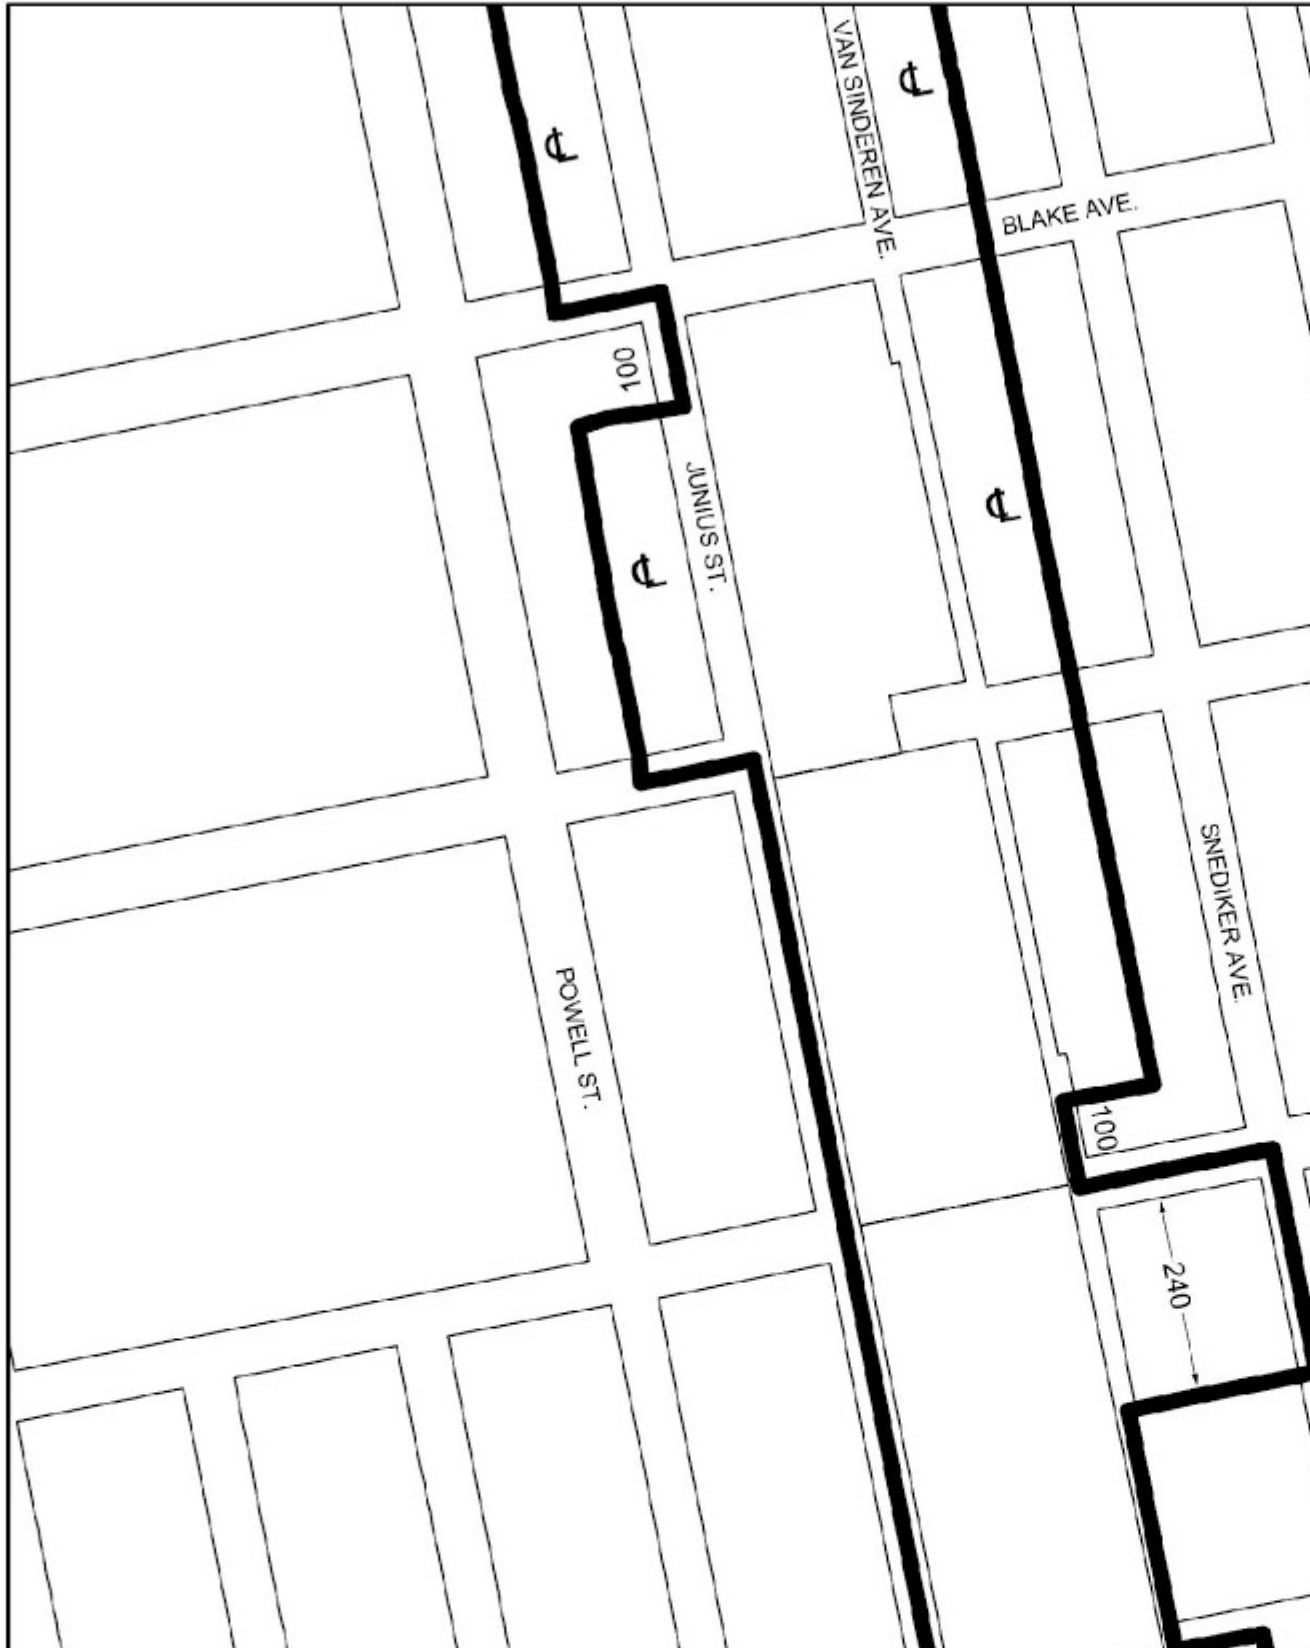 VAN SINDEREN AVE.
℄
℄
BLAKE AVE.
100
JUNIUS ST.
℄
℄
SNEDIKER AVE.
POWELL ST.
100
240